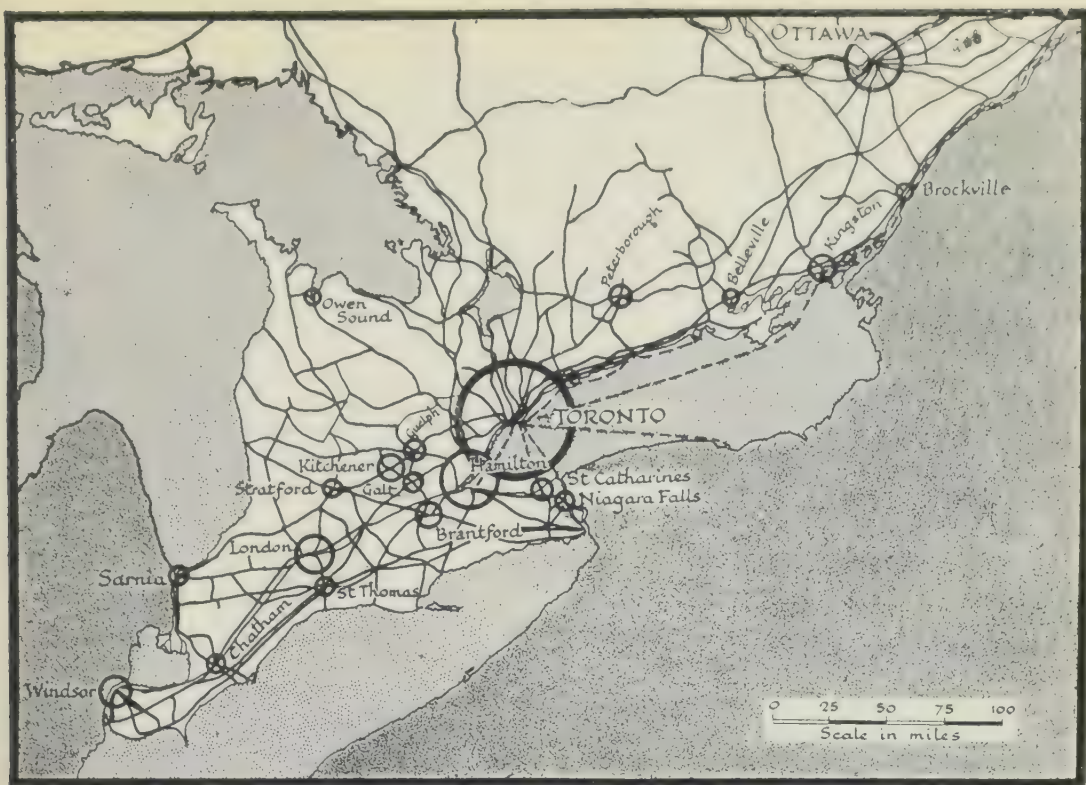 OTTAWA
Brockville
Kingston
Belleville
Peterborough
Owen
Sound
TORONTO
Guelph
Kitchener
Hamilton
Stratford
Galt
St Catharines
Niagara Falls
Brantford
London
Sarnia
St Thomas
Chatham
Windsor
0 25 50 75 100
Scale in miles